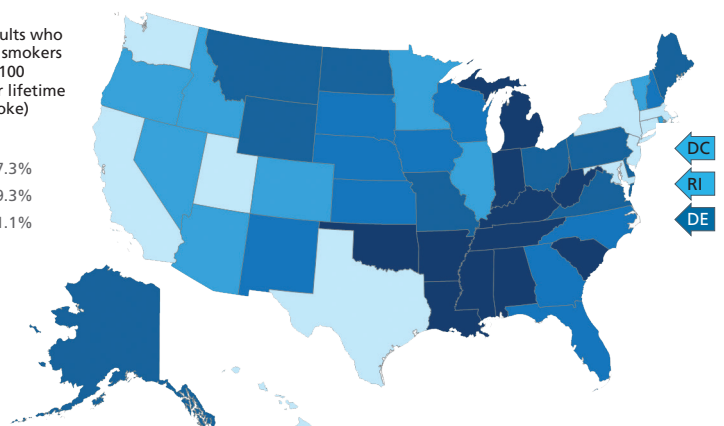 ults who
smokers
100
r lifetime
oke)
7.3%
9.3%
1.1%
DC
RI
DE